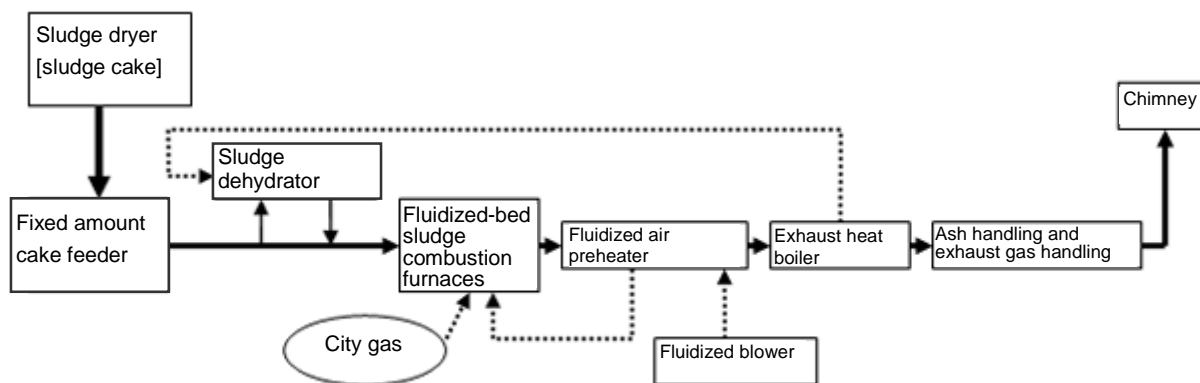 Sludge dryer
[sludge cake]
Chimney
Sludge
dehydrator
Fixed amount
cake feeder
Fluidized-bed
sludge
combustion
furnaces
Fluidized air
preheater
Exhaust heat
boiler
Ash handling and
exhaust gas handling
City gas
Fluidized blower